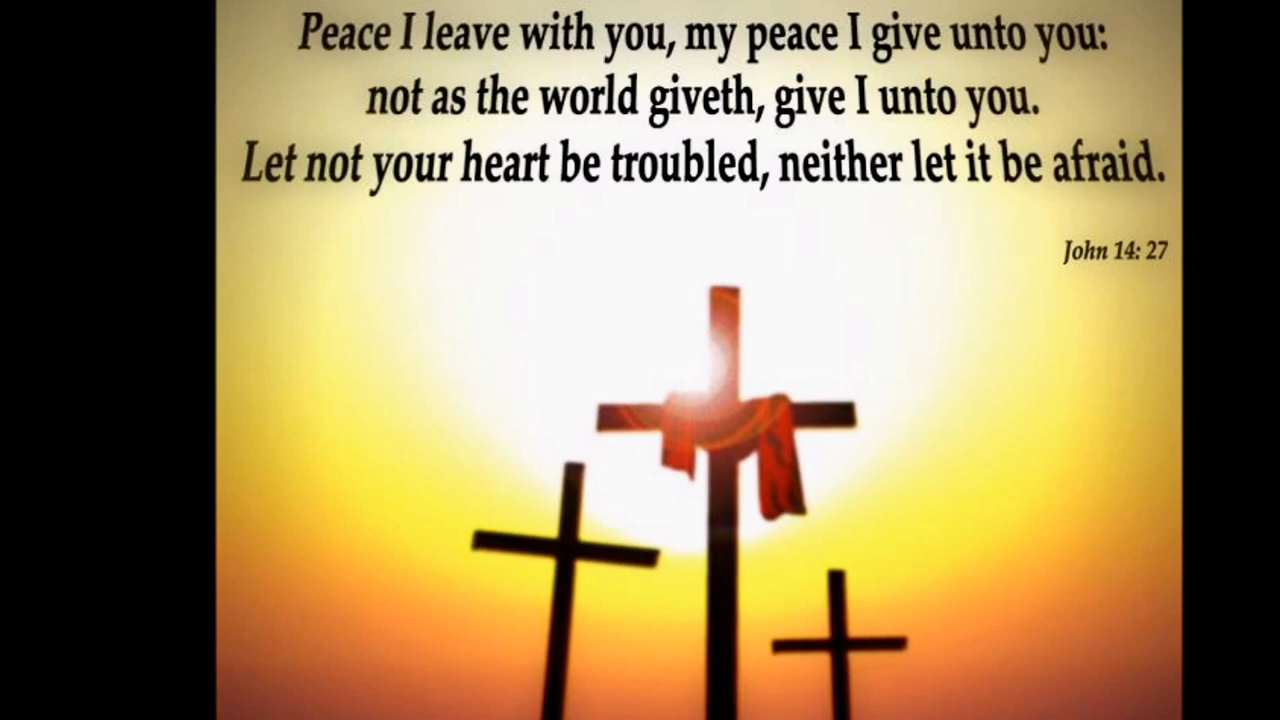 Peace I leave with you, my peace I give unto you:
not as the world giveth, give I unto you.
Let not your heart be troubled, neither let it be afraid.
John 14: 27